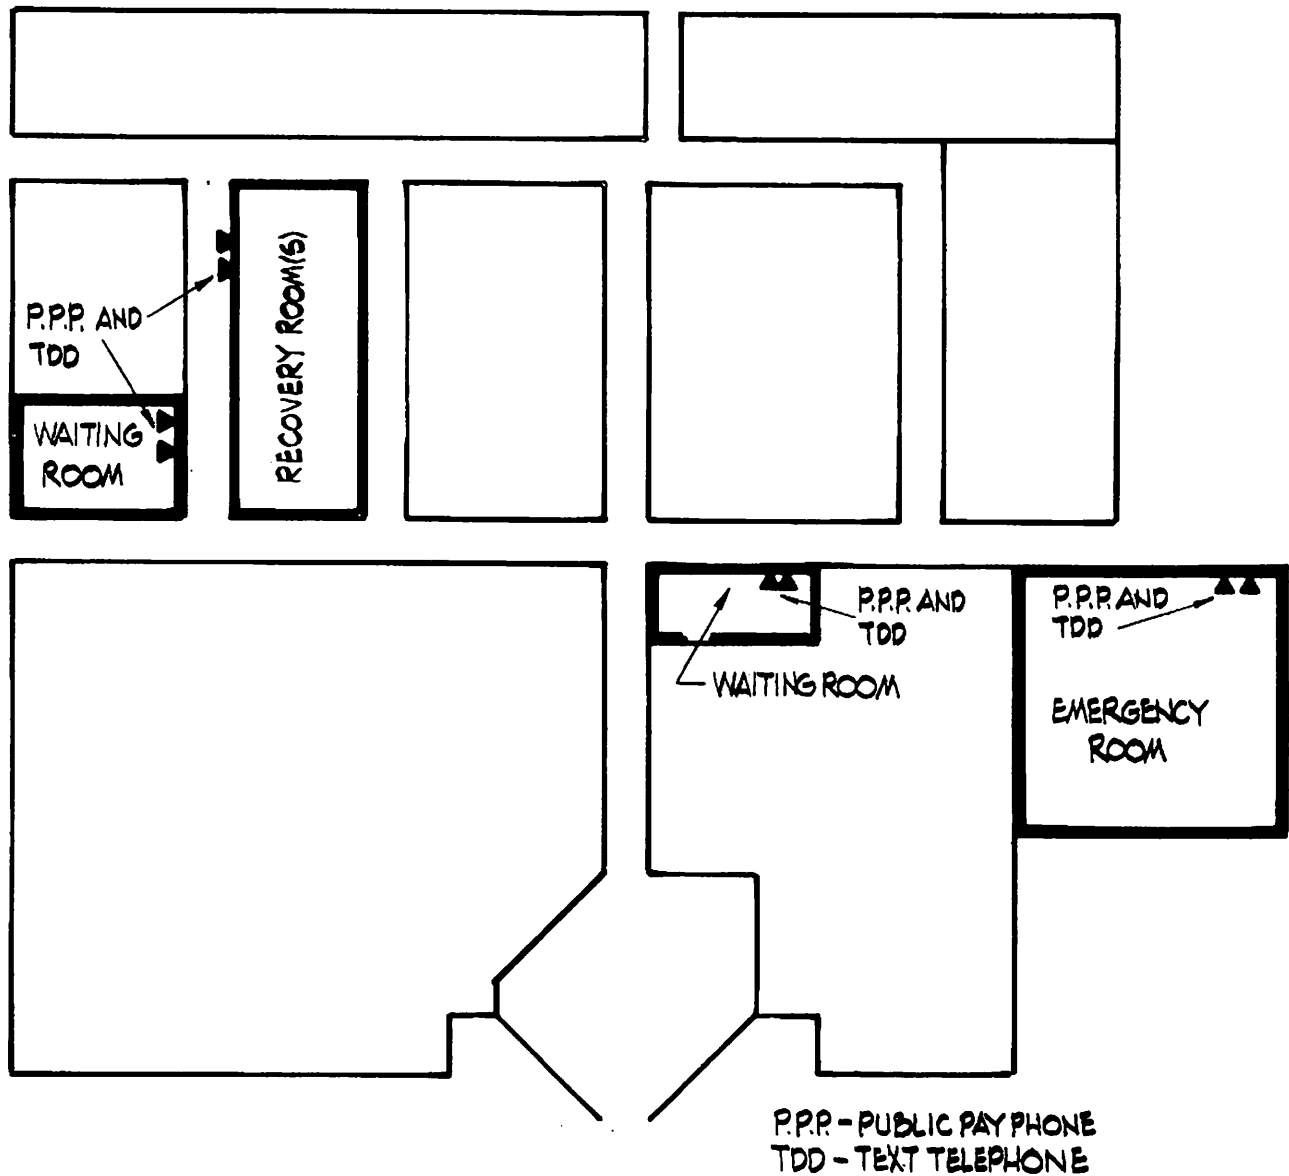 P.P.P. AND
TDD
RECOVERY ROOM(S)
WAITING
ROOM
P.P.P. AND
TDD
WAITING ROOM
P.P.P. AND
TDD
EMERGENCY
ROOM
P.P.P. - PUBLIC PAY PHONE
TDD - TEXT TELEPHONE